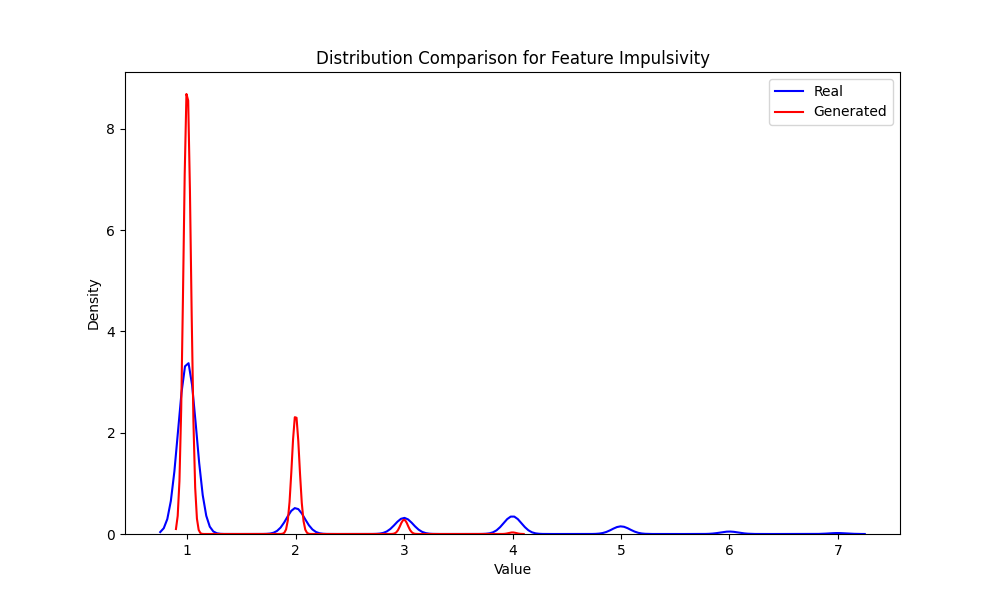 Distribution Comparison for Feature Impulsivity
Real
Generated
8
6
4
2
0
Density
1 2 3 4 5 6 7
Value